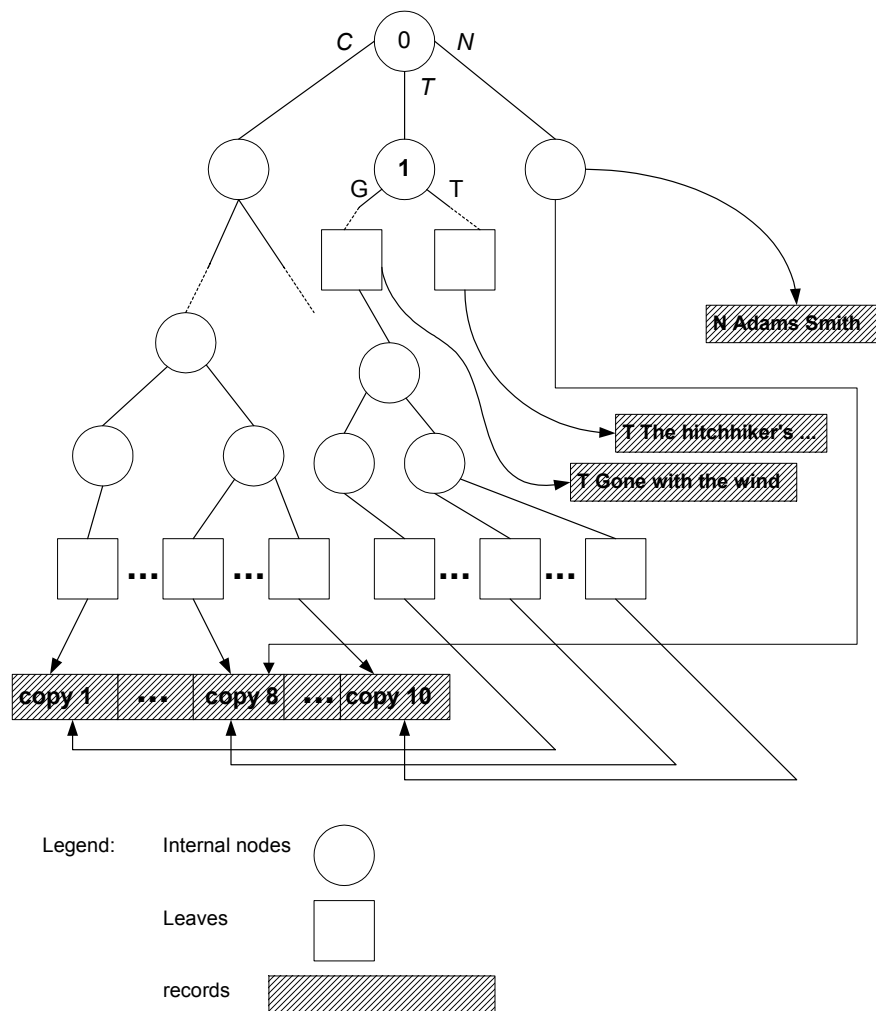 C 0 N
T
1
G T
N Adams Smith
T The hitchhiker's ...
T Gone with the wind
... ... ... ...
copy 1 ... copy 8 ... copy 10
Legend: Internal nodes
Leaves
records